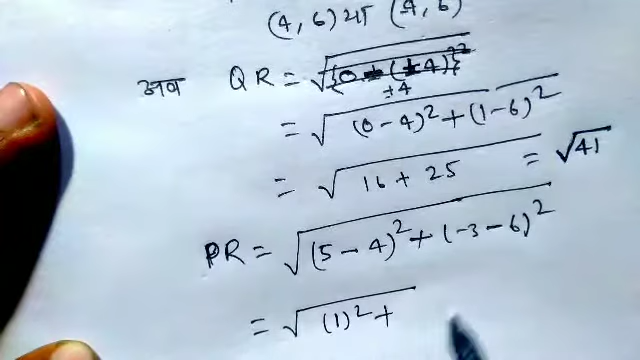 (4, 6) या (4, 6)
अब QR = √{0 ± (±4)}²
±4
= √(0-4)² + (1-6)²
= √16 + 25 = √41
PR = √(5-4)² + (-3-6)²
= √(1)² +